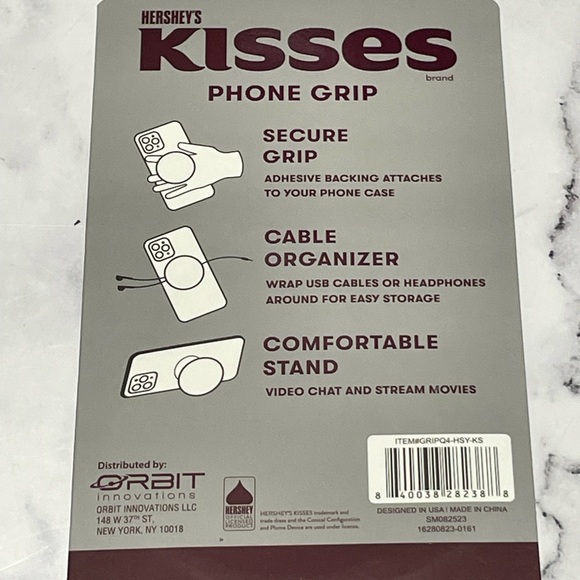 HERSHEY'S
KISSES
brand
PHONE GRIP
SECURE
GRIP
ADHESIVE BACKING ATTACHES
TO YOUR PHONE CASE
CABLE
ORGANIZER
WRAP USB CABLES OR HEADPHONES
AROUND FOR EASY STORAGE
COMFORTABLE
STAND
VIDEO CHAT AND STREAM MOVIES
Distributed by:
ORBIT
innovations
ORBIT INNOVATIONS LLC
148 W 37TH ST,
NEW YORK, NY 10018
HERSHEY
OFFICIAL
LICENSED
PRODUCT
HERSHEY'S KISSES trademark and
trade dress and the Conical Configuration
and Plume Device are used under license.
ITEM#GRIPQ4-HSY-KS
8 40038 28238 8
DESIGNED IN USA | MADE IN CHINA
SM082523
16280823-0161